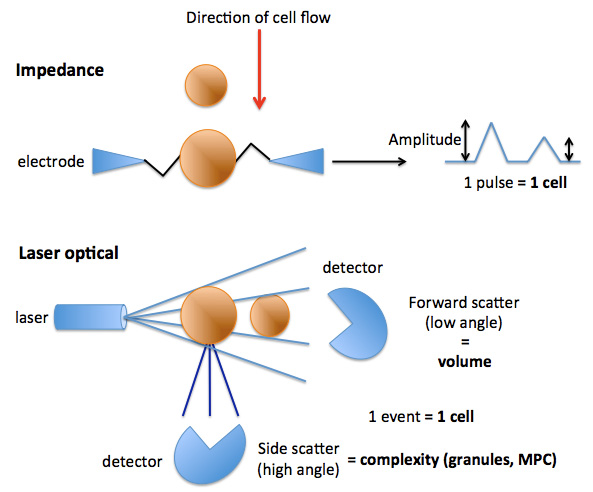 Direction of cell flow
Impedance
electrode
Amplitude
1 pulse = 1 cell
Laser optical
laser
detector
Forward scatter
(low angle)
=
volume
1 event = 1 cell
detector
Side scatter
(high angle)
= complexity (granules, MPC)